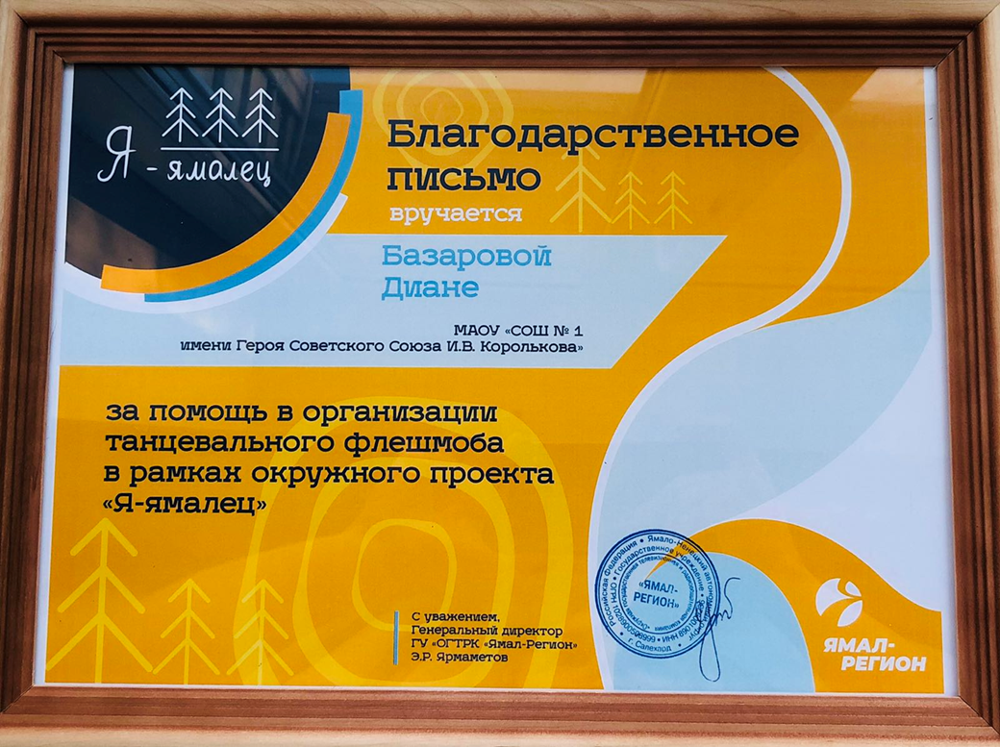 Я - ямалец
Благодарственное
письмо
вручается
Базаровой
Диане
МАОУ «СОШ № 1
имени Героя Советского Союза И.В. Королькова»
за помощь в организации
танцевального флешмоба
в рамках окружного проекта
«Я-ямалец»
С уважением,
Генеральный директор
ГУ «ОГТРК «Ямал-Регион»
Э.Р. Ярмаметов
Российская Федерация • Ямало-Ненецкий автономный округ
г. Салехард
Государственное учреждение
«ЯМАЛ-
РЕГИОН»
ЯМАЛ-
РЕГИОН